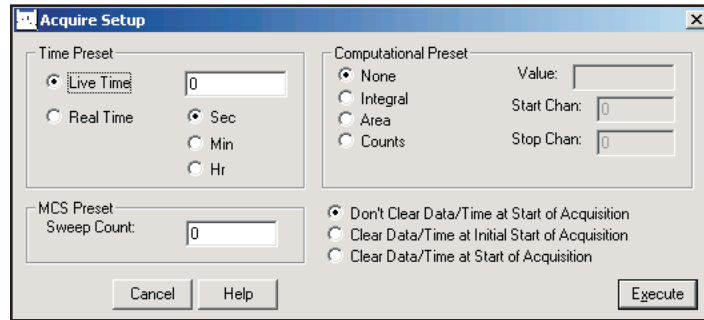 Acquire Setup
Time Preset
Live Time
0
Real Time
Sec
Min
Hr
Computational Preset
None
Integral
Area
Counts
Value:
Start Chan: 0
Stop Chan: 0
MCS Preset
Sweep Count: 0
Don't Clear Data/Time at Start of Acquisition
Clear Data/Time at Initial Start of Acquisition
Clear Data/Time at Start of Acquisition
Cancel
Help
Execute